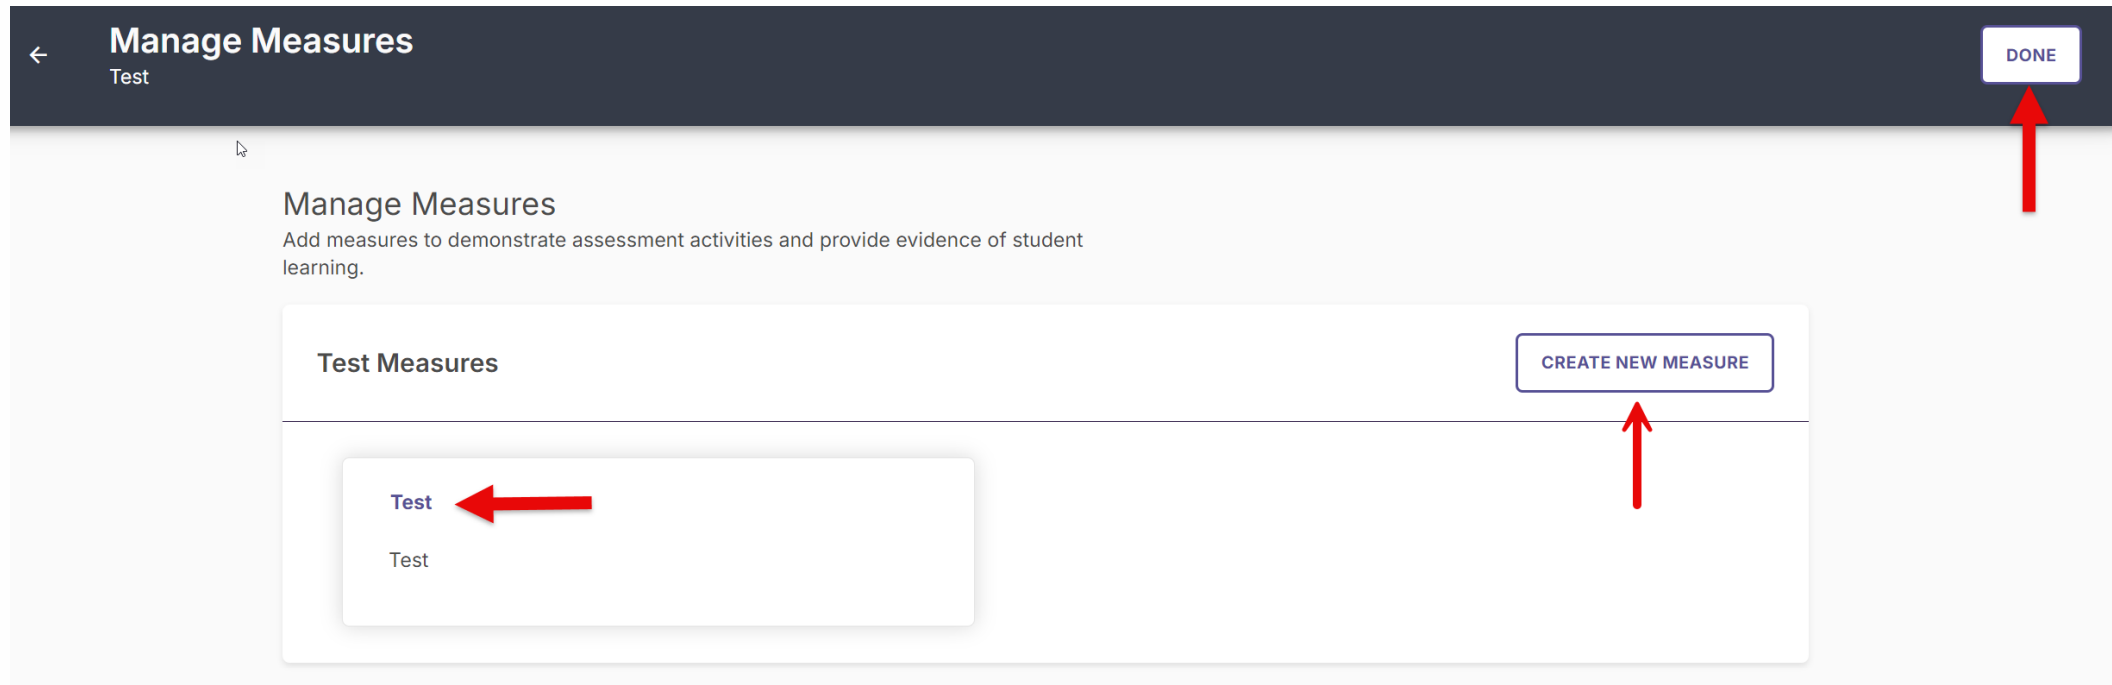 Manage Measures
Test
DONE
Manage Measures
Add measures to demonstrate assessment activities and provide evidence of student
learning.
Test Measures
CREATE NEW MEASURE
Test
Test